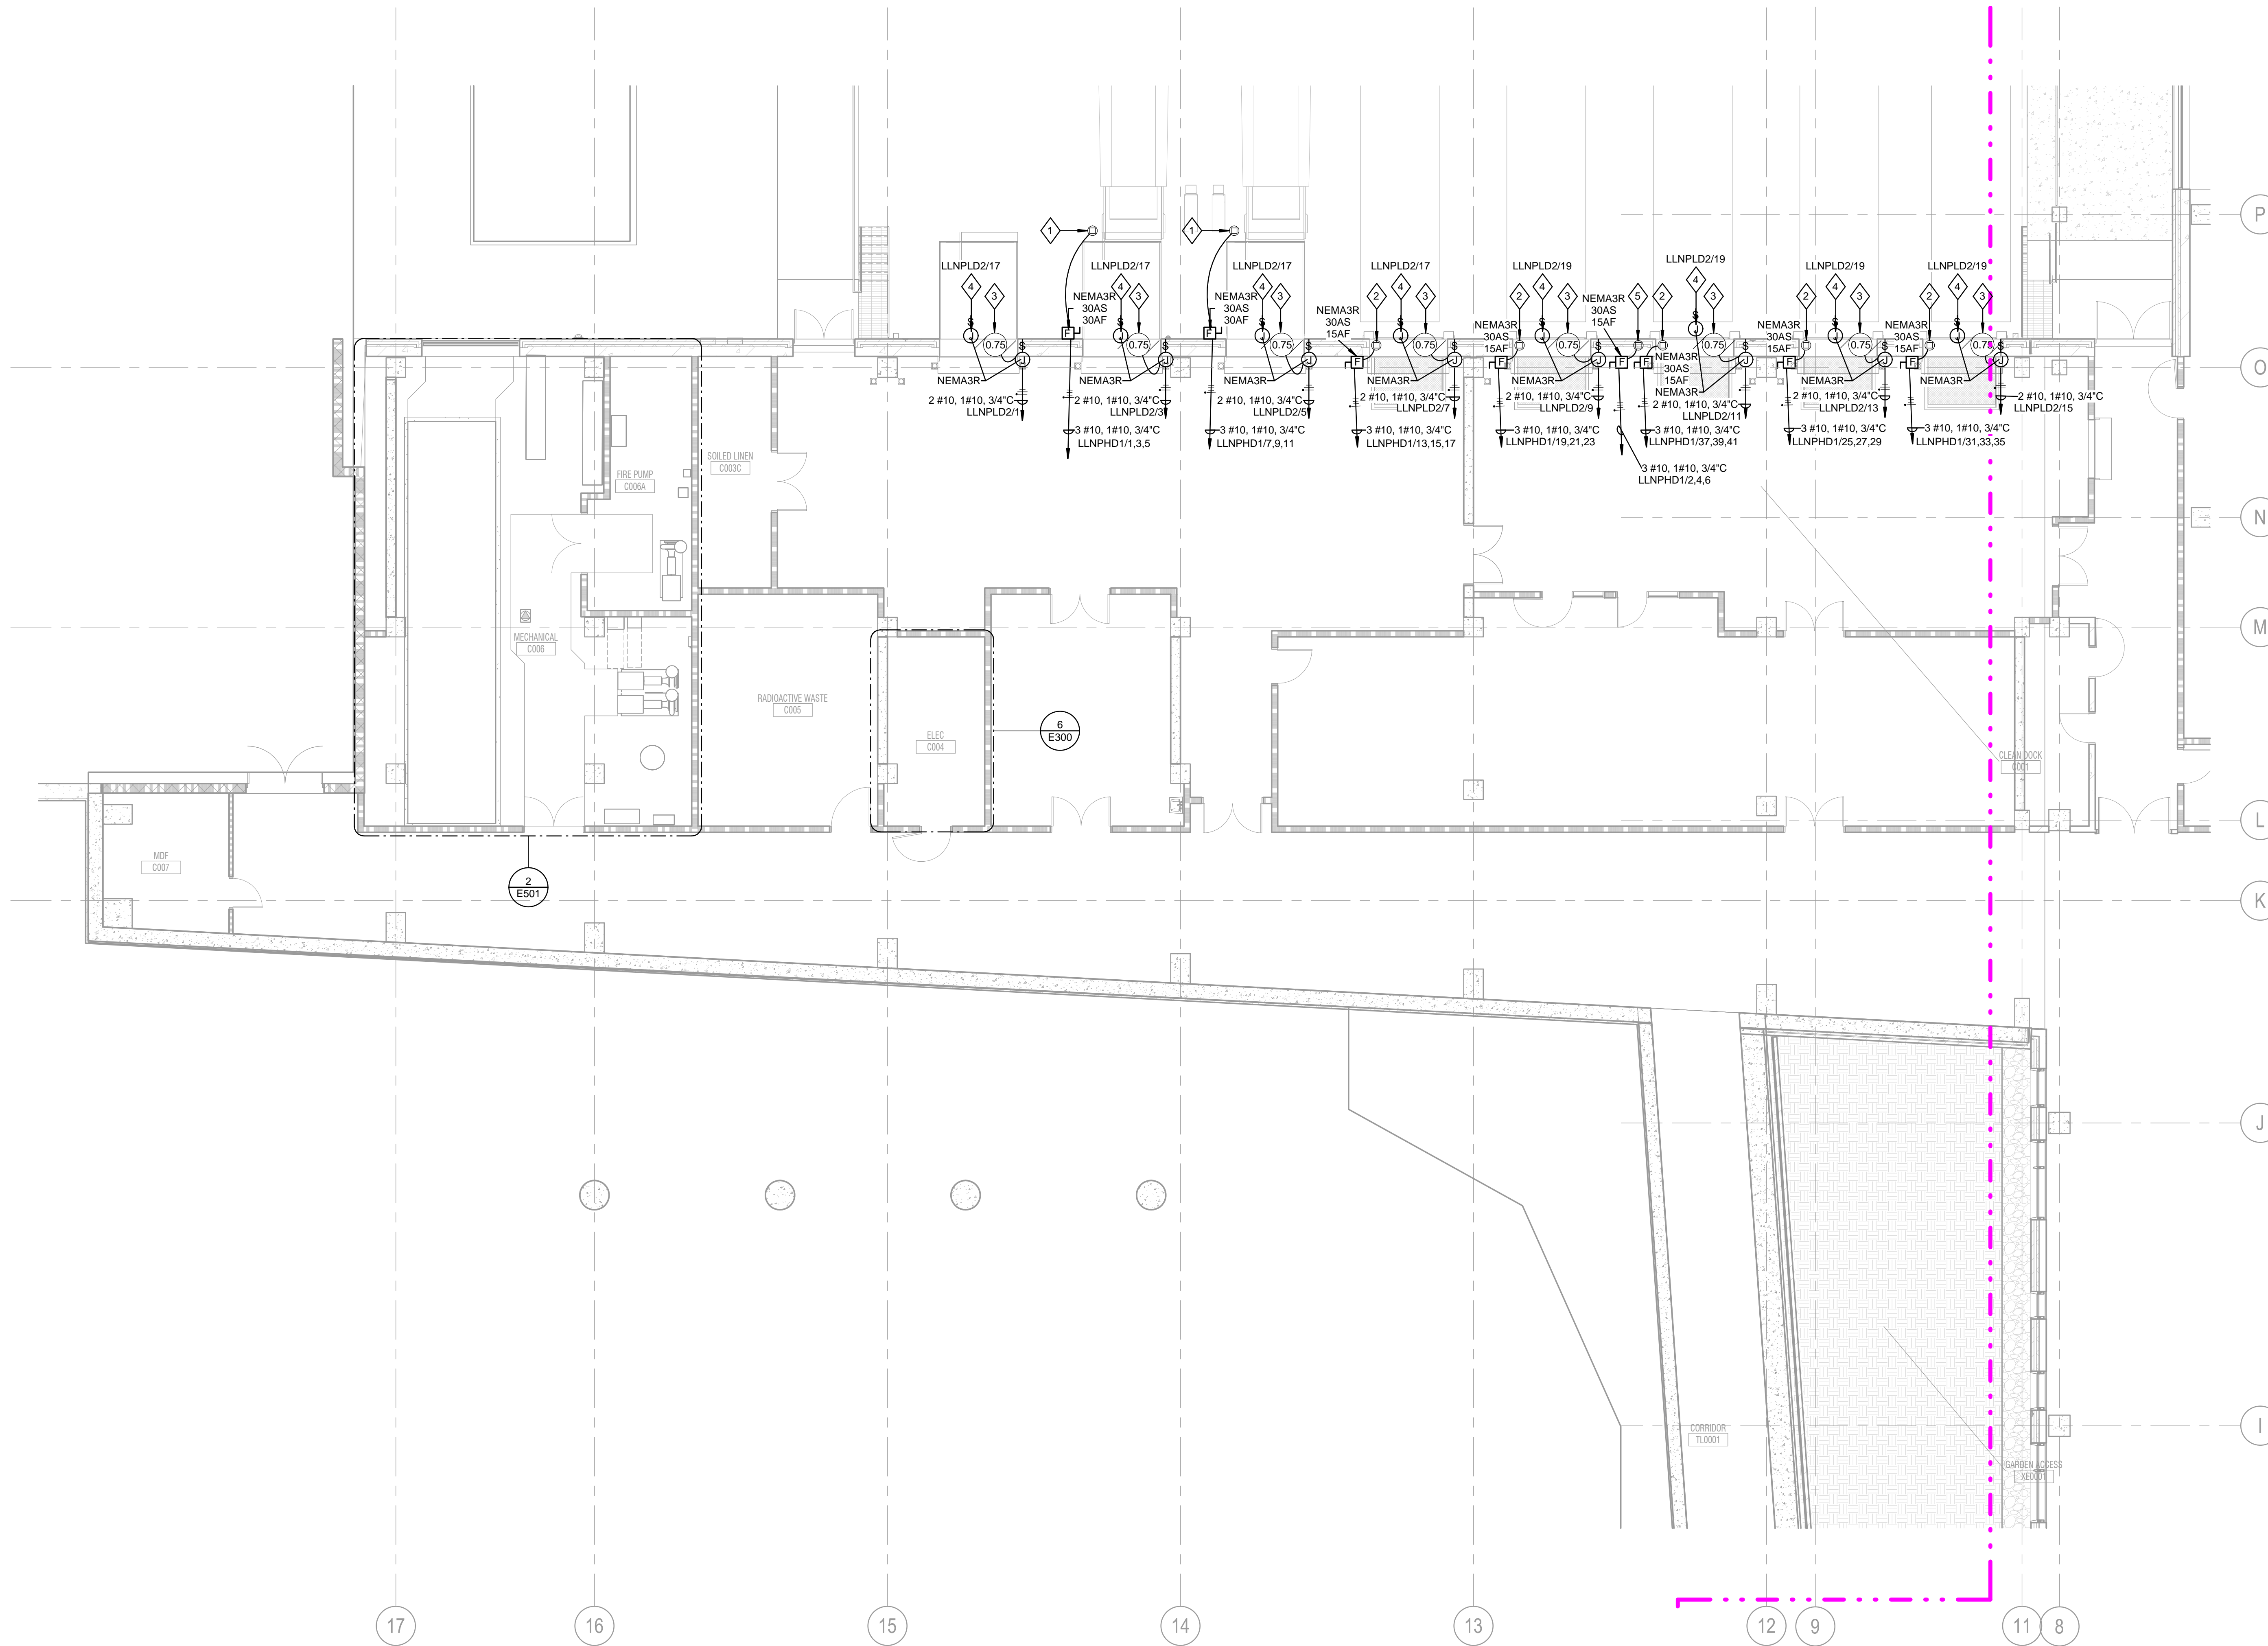 P
LLNPLD2/19
LLNPLD2/17
LLNPLD2/17
LLNPLD2/17
LLNPLD2/17
LLNPLD2/19
LLNPLD2/19
LLNPLD2/19
1
1
4
3
4
3
4
3
2
4
3
2
4
3
5
2
4
3
2
4
3
2
4
3
NEMA3R
30AS
30AF
NEMA3R
30AS
30AF
NEMA3R
30AS
15AF
NEMA3R
30AS
15AF
NEMA3R
30AS
15AF
NEMA3R
30AS
15AF
NEMA3R
30AS
15AF
NEMA3R
30AS
15AF
$
J
0.75
$
J
F
$
J
0.75
$
J
F
$
J
0.75
$
J
F
$
J
0.75
$
J
F
$
J
0.75
$
J
F
F
$
J
0.75
$
J
F
$
J
0.75
$
J
F
$
J
0.75
$
J
O
NEMA3R
NEMA3R
NEMA3R
NEMA3R
NEMA3R
NEMA3R
NEMA3R
NEMA3R
2 #10, 1#10, 3/4"C
LLNPLD2/1
2 #10, 1#10, 3/4"C
LLNPLD2/3
2 #10, 1#10, 3/4"C
LLNPLD2/5
2 #10, 1#10, 3/4"C
LLNPLD2/7
2 #10, 1#10, 3/4"C
LLNPLD2/9
2 #10, 1#10, 3/4"C
LLNPLD2/11
2 #10, 1#10, 3/4"C
LLNPLD2/13
2 #10, 1#10, 3/4"C
LLNPLD2/15
3 #10, 1#10, 3/4"C
LLNPHD1/1,3,5
3 #10, 1#10, 3/4"C
LLNPHD1/7,9,11
3 #10, 1#10, 3/4"C
LLNPHD1/13,15,17
3 #10, 1#10, 3/4"C
LLNPHD1/19,21,23
3 #10, 1#10, 3/4"C
LLNPHD1/37,39,41
3 #10, 1#10, 3/4"C
LLNPHD1/25,27,29
3 #10, 1#10, 3/4"C
LLNPHD1/31,33,35
3 #10, 1#10, 3/4"C
LLNPHD1/2,4,6
SOILED LINEN
C003C
FIRE PUMP
C006A
N
M
MECHANICAL
C006
RADIOACTIVE WASTE
C005
ELEC
C004
6
E300
CLEAN DOCK
C001
L
MDF
C007
2
E501
K
J
I
CORRIDOR
TL0001
GARDEN ACCESS
XE0001
17
16
15
14
13
12
9
11
8